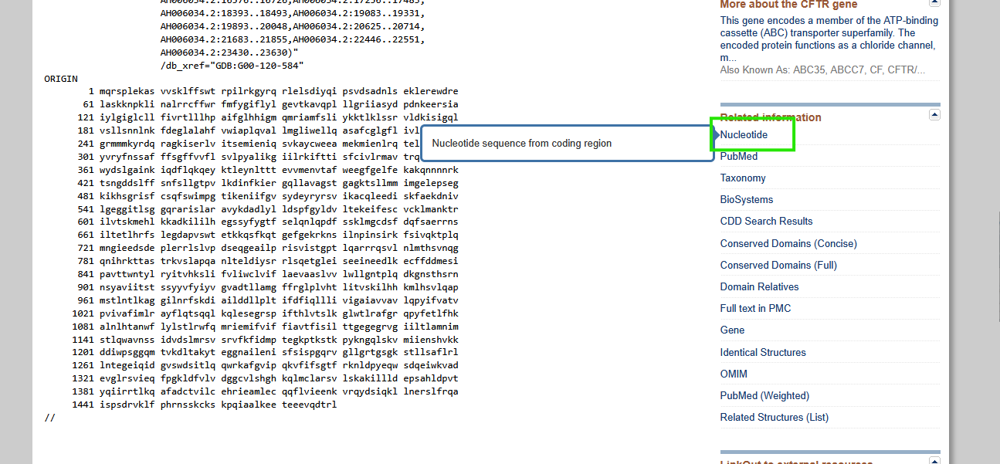 AH006034.2:16576..16726,AH006034.2:17256..17485,
AH006034.2:18393..18493,AH006034.2:19083..19331,
AH006034.2:19893..20048,AH006034.2:20625..20714,
AH006034.2:21683..21855,AH006034.2:22446..22551,
AH006034.2:23430..23630)"
/db_xref="GDB:G00-120-584"
ORIGIN
1 mqrsplekas vvsklffswt rpilrkgyrq rlelsdiyqi psvdsadnls eklerewdre
61 laskknpkli nalrrcffwr fmfygiflyl gevtkavqpl llgriiasyd pdnkeersia
121 iylgiglcll fivrtlllhp aifglhhigm qmriamfsli ykktlklssr vldkisigql
181 vsllsnnlnk fdeglalahf vwiaplqval lmgliwellq asafcglgfl ivl
241 grmmmkyrdq ragkiserlv itsemieniq svkaycweea mekmienlrq tel
301 yvryfnssaf ffsgffvvfl svlpyalikg iilrkiftti sfcivlrmav trq
361 wydslgaink iqdflqkqey ktleynlttt evvmenvtaf weegfgelfe kakqnnnnrk
421 tsngddslff snfsllgtpv lkdinfkier gqllavagst gagktsllmm imgelepseg
481 kikhsgrisf csqfswimpg tikeniifgv sydeyryrsv ikacqleedi skfaekdniv
541 lgeggitlsg gqrarislar avykdadlyl ldspfgyldv ltekeifesc vcklmanktr
601 ilvtskmehl kkadkililh egssyfygtf selqnlqpdf ssklmgcdsf dqfsaerrns
661 iltetlhrfs legdapvswt etkkqsfkqt gefgekrkns ilnpinsirk fsivqktplq
721 mngieedsde plerrlslvp dseqgeailp risvistgpt lqarrrqsvl nlmthsvnqg
781 qnihrkttas trkvslapqa nlteldiysr rlsqetglei seeineedlk ecffddmesi
841 pavttwntyl ryitvhksli fvliwclvif laevaaslvv lwllgntplq dkgnsthsrn
901 nsyaviitst ssyyvfyiyv gvadtllamg ffrglplvht litvskilhh kmlhsvlqap
961 mstlntlkag gilnrfskdi ailddllplt ifdfiqllli vigaiavvav lqpyifvatv
1021 pvivafimlr ayflqtsqql kqlesegrsp ifthlvtslk glwtlrafgr qpyfetlfhk
1081 alnlhtanwf lylstlrwfq mriemifvif fiavtfisil ttgegegrvg iiltlamnim
1141 stlqwavnss idvdslmrsv srvfkfidmp tegkptkstk pykngqlskv miienshvkk
1201 ddiwpsggqm tvkdltakyt eggnaileni sfsispgqrv gllgrtgsgk stllsaflrl
1261 lntegeiqid gvswdsitlq qwrkafgvip qkvfifsgtf rknldpyeqw sdqeiwkvad
1321 evglrsvieq fpgkldfvlv dggcvlshgh kqlmclarsv lskakillld epsahldpvt
1381 yqiirrtlkq afadctvilc ehrieamlec qqflvieenk vrqydsiqkl lnerslfrqa
1441 ispsdrvklf phrnsskcks kpqiaalkee teeevqdtrl
//
Nucleotide sequence from coding region
More about the CFTR gene
This gene encodes a member of the ATP-binding
cassette (ABC) transporter superfamily. The
encoded protein functions as a chloride channel,
m...
Also Known As: ABC35, ABCC7, CF, CFTR/...
Related information
Nucleotide
PubMed
Taxonomy
BioSystems
CDD Search Results
Conserved Domains (Concise)
Conserved Domains (Full)
Domain Relatives
Full text in PMC
Gene
Identical Structures
OMIM
PubMed (Weighted)
Related Structures (List)
LinkOut to external resources